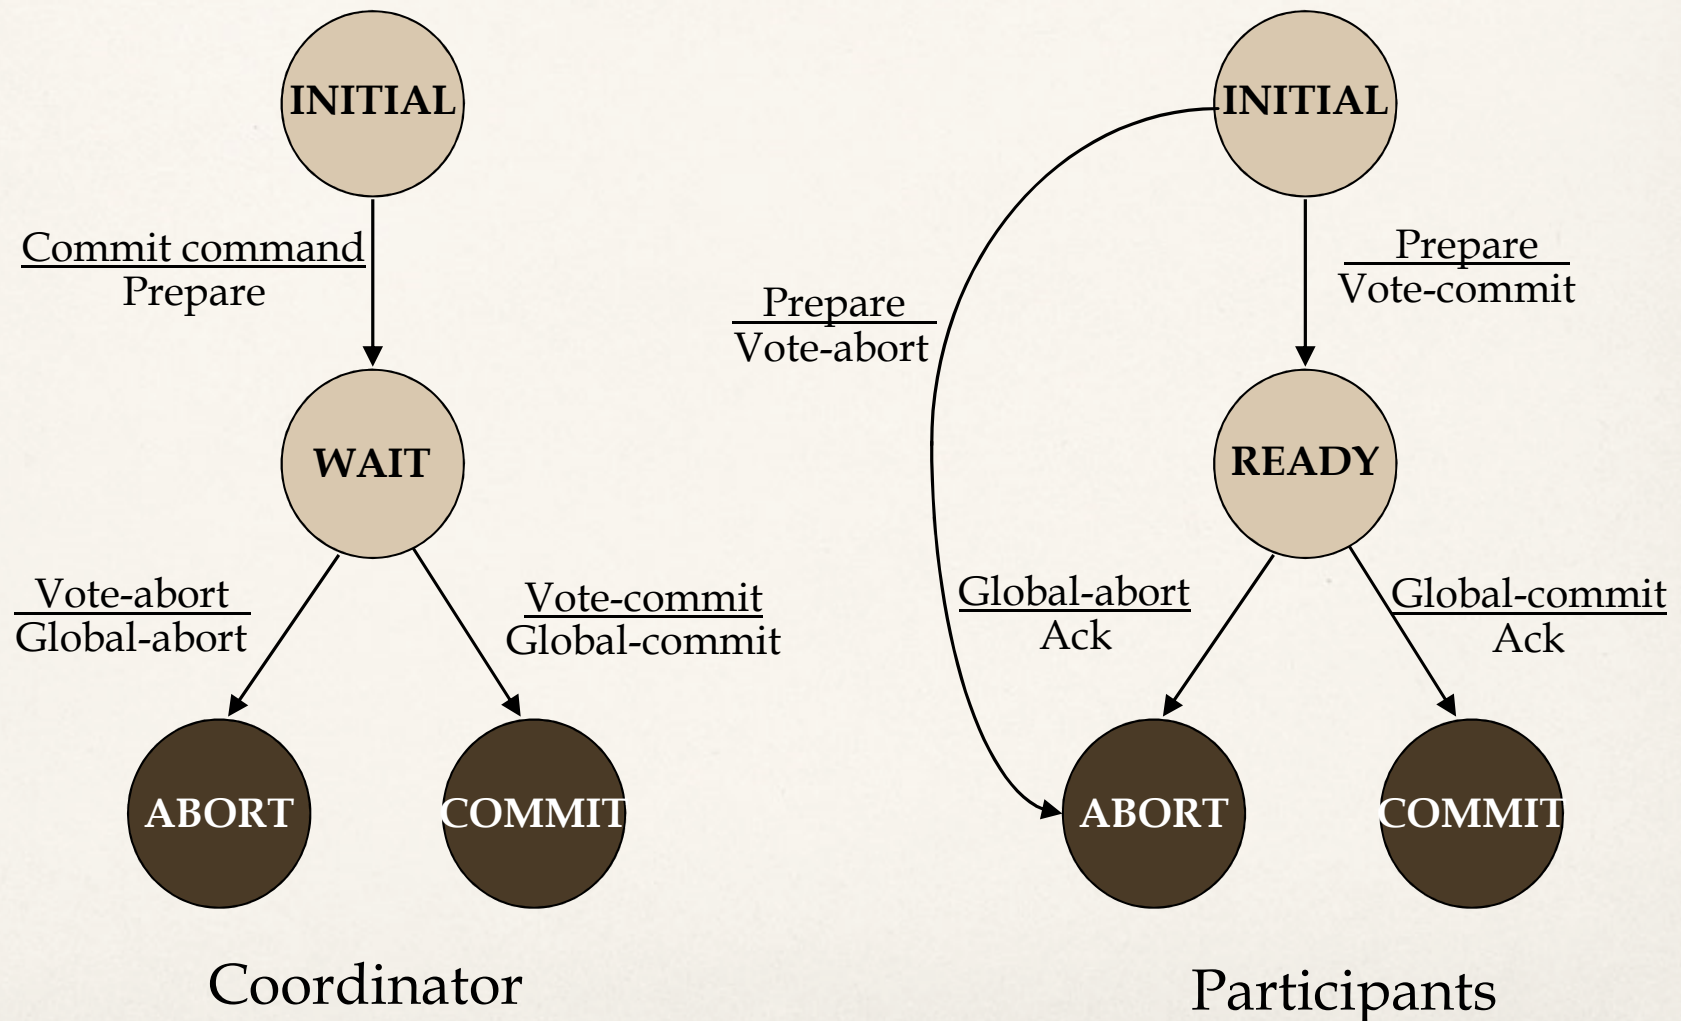 INITIAL
Commit command
Prepare
WAIT
Vote-abort
Global-abort
Vote-commit
Global-commit
ABORT
COMMIT
Coordinator
INITIAL
Prepare
Vote-commit
Prepare
Vote-abort
READY
Global-abort
Ack
Global-commit
Ack
ABORT
COMMIT
Participants